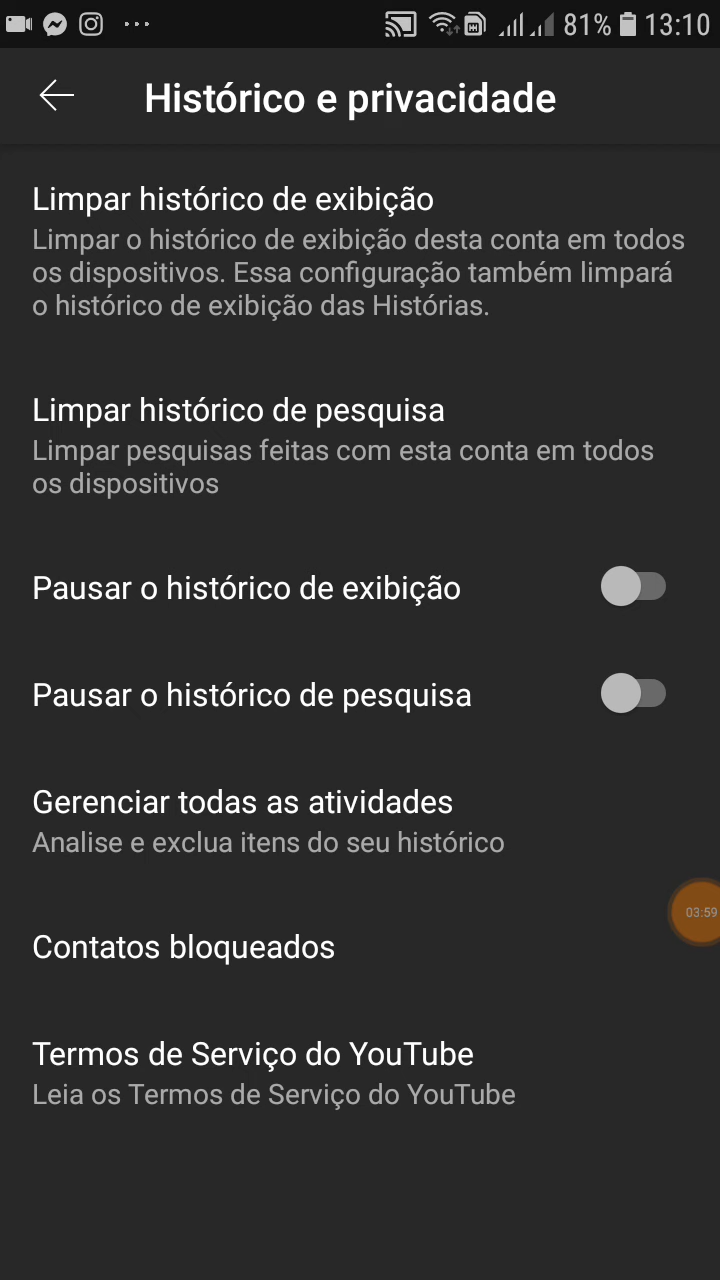 81% 13:10
Histórico e privacidade
Limpar histórico de exibição
Limpar o histórico de exibição desta conta em todos
os dispositivos. Essa configuração também limpará
o histórico de exibição das Histórias.
Limpar histórico de pesquisa
Limpar pesquisas feitas com esta conta em todos
os dispositivos
Pausar o histórico de exibição
Pausar o histórico de pesquisa
Gerenciar todas as atividades
Analise e exclua itens do seu histórico
03:59
Contatos bloqueados
Termos de Serviço do YouTube
Leia os Termos de Serviço do YouTube